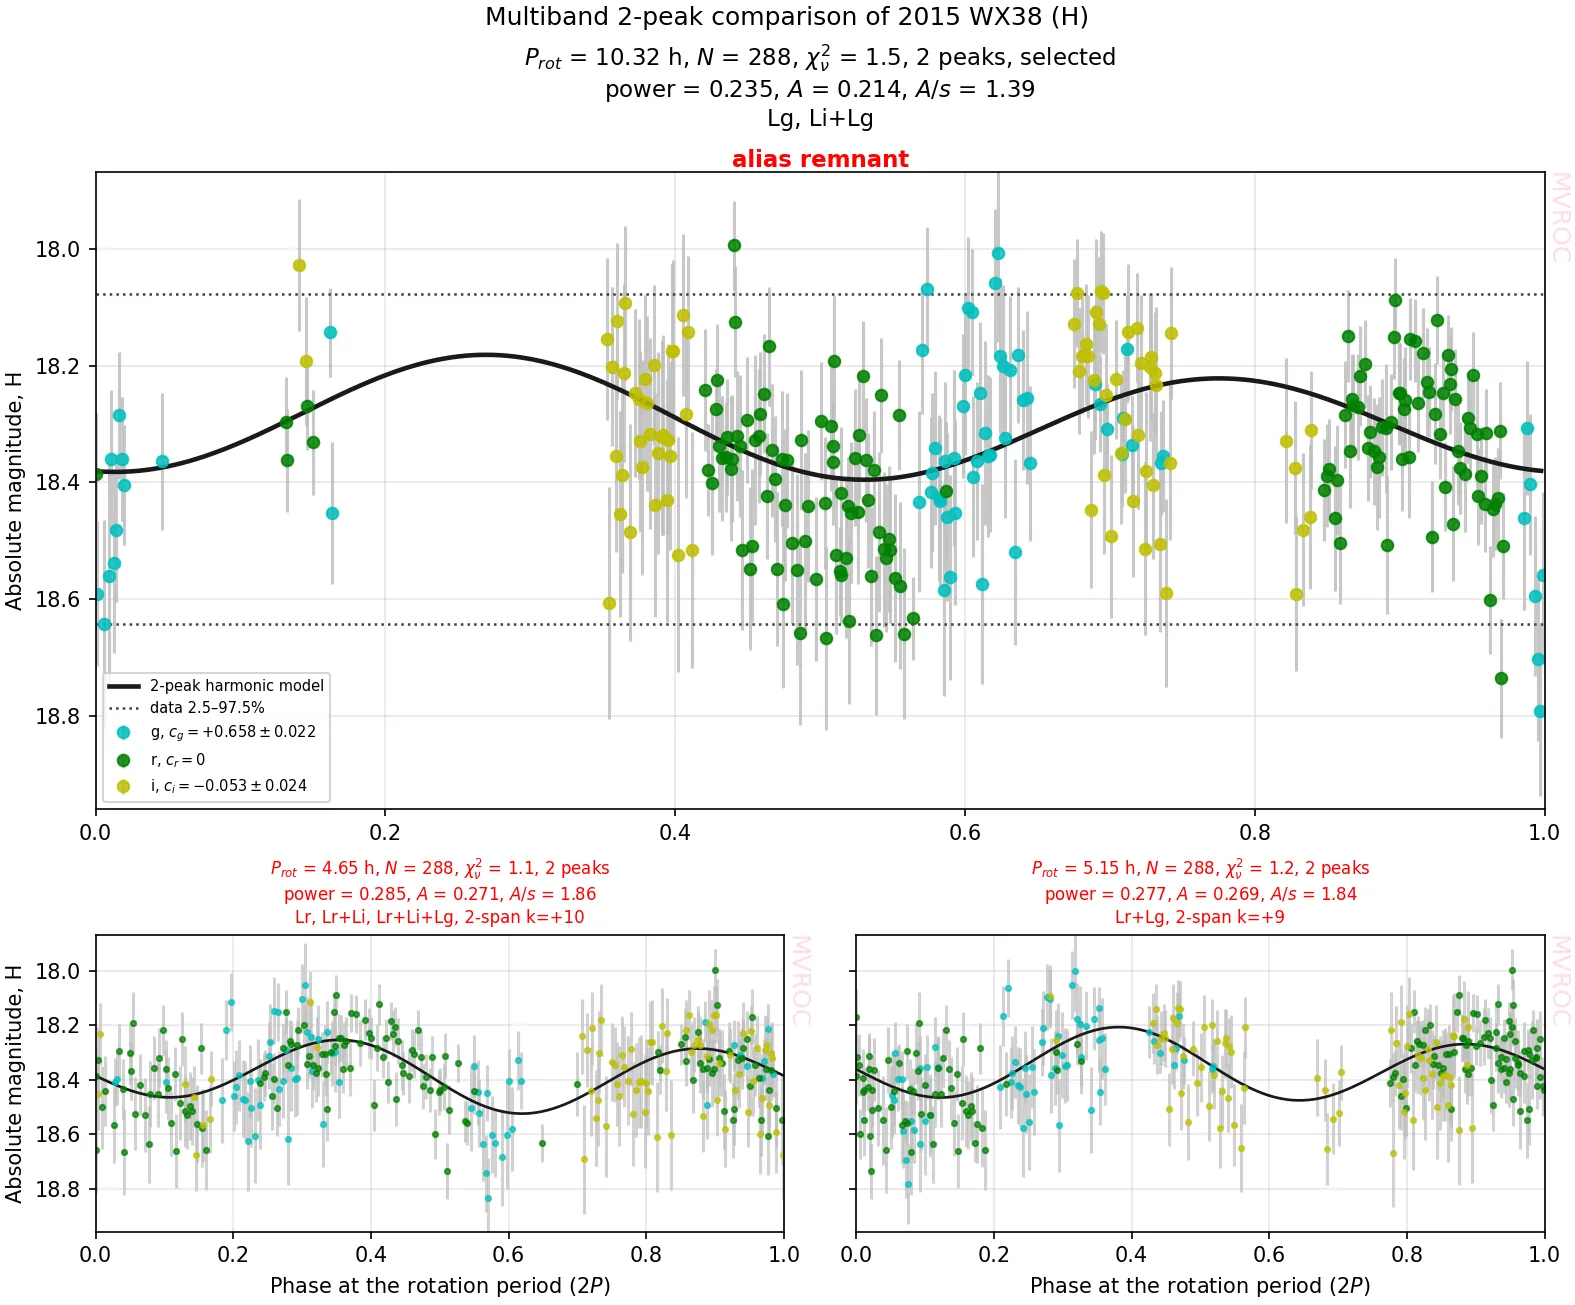 Multiband 2-peak comparison of 2015 WX38 (H)
P_rot = 10.32 h, N = 288, χ²_ν = 1.5, 2 peaks, selected
power = 0.235, A = 0.214, A/s = 1.39
Lg, Li+Lg
alias remnant
MVROC
Absolute magnitude, H
18.0
18.2
18.4
18.6
18.8
2-peak harmonic model
data 2.5–97.5%
g, c_g = +0.658 ± 0.022
r, c_r = 0
i, c_i = −0.053 ± 0.024
0.0 0.2 0.4 0.6 0.8 1.0
P_rot = 4.65 h, N = 288, χ²_ν = 1.1, 2 peaks
power = 0.285, A = 0.271, A/s = 1.86
Lr, Lr+Li, Lr+Li+Lg, 2-span k=+10
MVROC
Absolute magnitude, H
18.0
18.2
18.4
18.6
18.8
0.0 0.2 0.4 0.6 0.8 1.0
Phase at the rotation period (2P)
P_rot = 5.15 h, N = 288, χ²_ν = 1.2, 2 peaks
power = 0.277, A = 0.269, A/s = 1.84
Lr+Lg, 2-span k=+9
MVROC
0.0 0.2 0.4 0.6 0.8 1.0
Phase at the rotation period (2P)